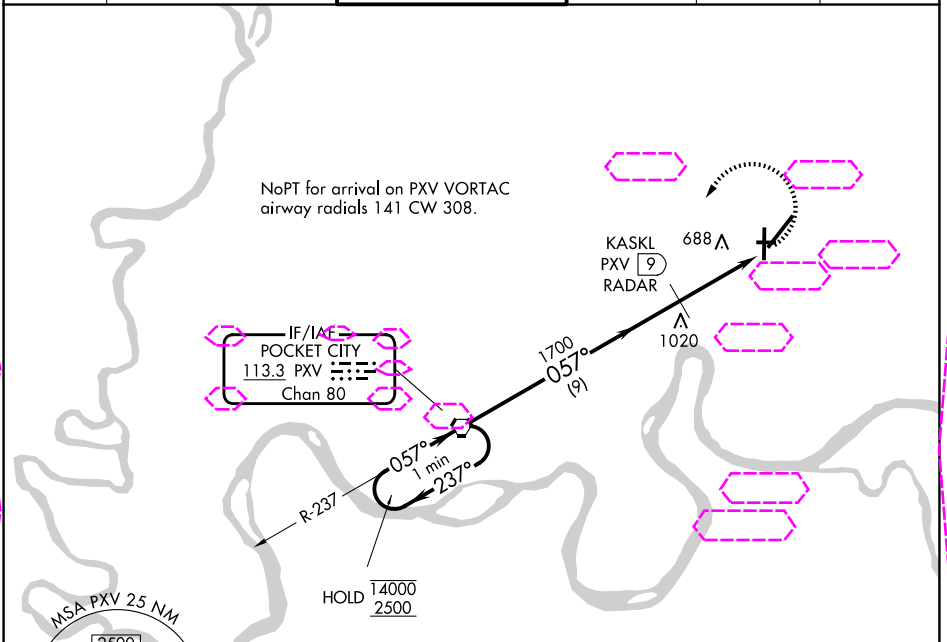 NoPT for arrival on PXV VORTAC
airway radials 141 CW 308.
KASKL
PXV 9
RADAR
688
1020
IF/IAF
POCKET CITY
113.3 PXV
Chan 80
1700
057°
(9)
057°
1 min
237°
R-237
HOLD 14000
2500
MSA PXV 25 NM
2500